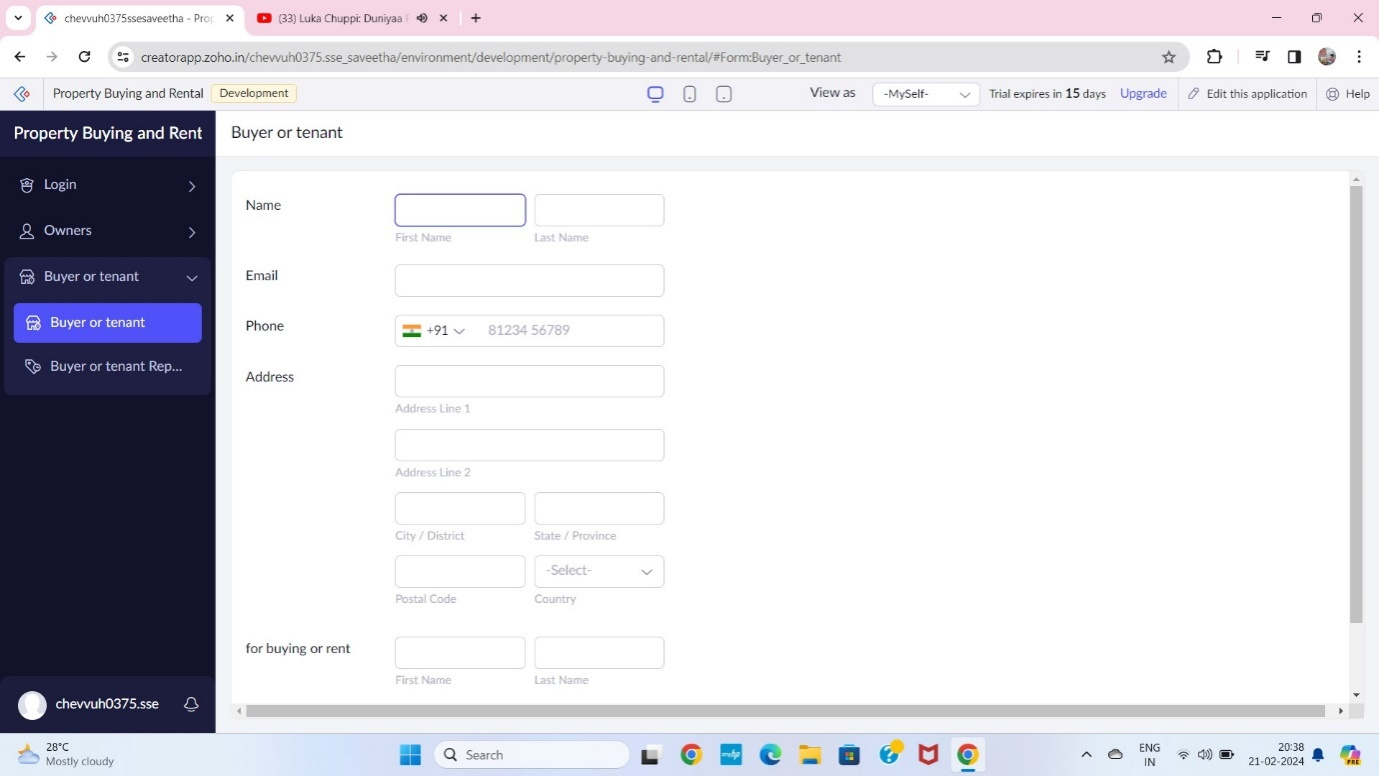 chevvuh0375ssesaveetha - Prop
(33) Luka Chuppi: Duniyaa F
creatorapp.zoho.in/chevvuh0375.sse_saveetha/environment/development/property-buying-and-rental/#Form:Buyer_or_tenant
Property Buying and Rental Development View as -MySelf- Trial expires in 15 days Upgrade Edit this application Help
Property Buying and Rent
Buyer or tenant
Login
Owners
Buyer or tenant
Buyer or tenant
Buyer or tenant Rep...
Name
First Name Last Name
Email
Phone +91 81234 56789
Address
Address Line 1
Address Line 2
City / District State / Province
-Select-
Postal Code Country
for buying or rent
First Name Last Name
chevvuh0375.sse
28°C
Mostly cloudy
Search
ENG
IN
20:38
21-02-2024
PRE